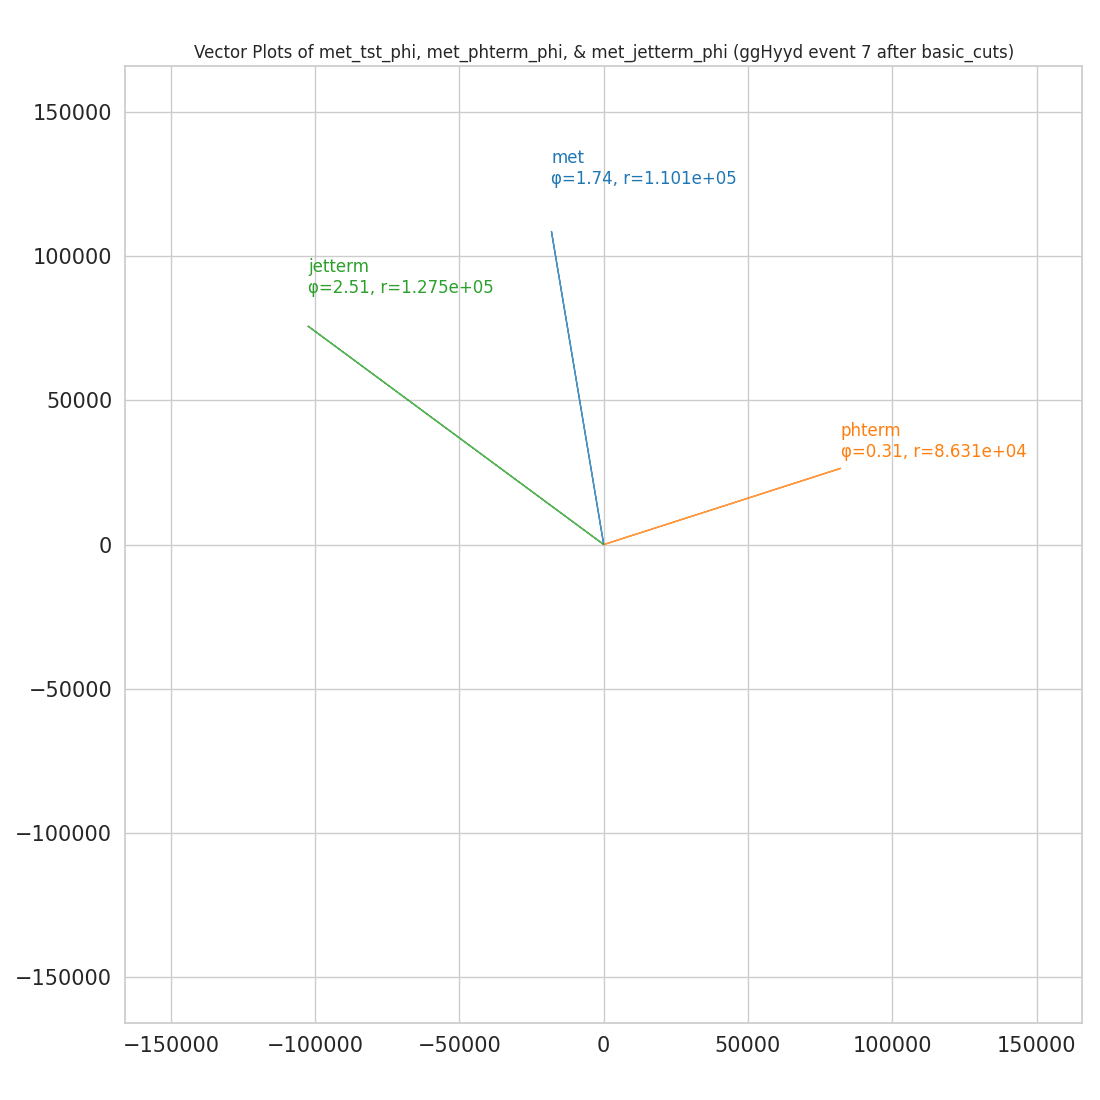 Vector Plots of met_tst_phi, met_phterm_phi, & met_jetterm_phi (ggHyyd event 7 after basic_cuts)
150000
met
φ=1.74, r=1.101e+05
100000
jetterm
φ=2.51, r=1.275e+05
50000
phterm
φ=0.31, r=8.631e+04
0
−50000
−100000
−150000
−150000 −100000 −50000 0 50000 100000 150000